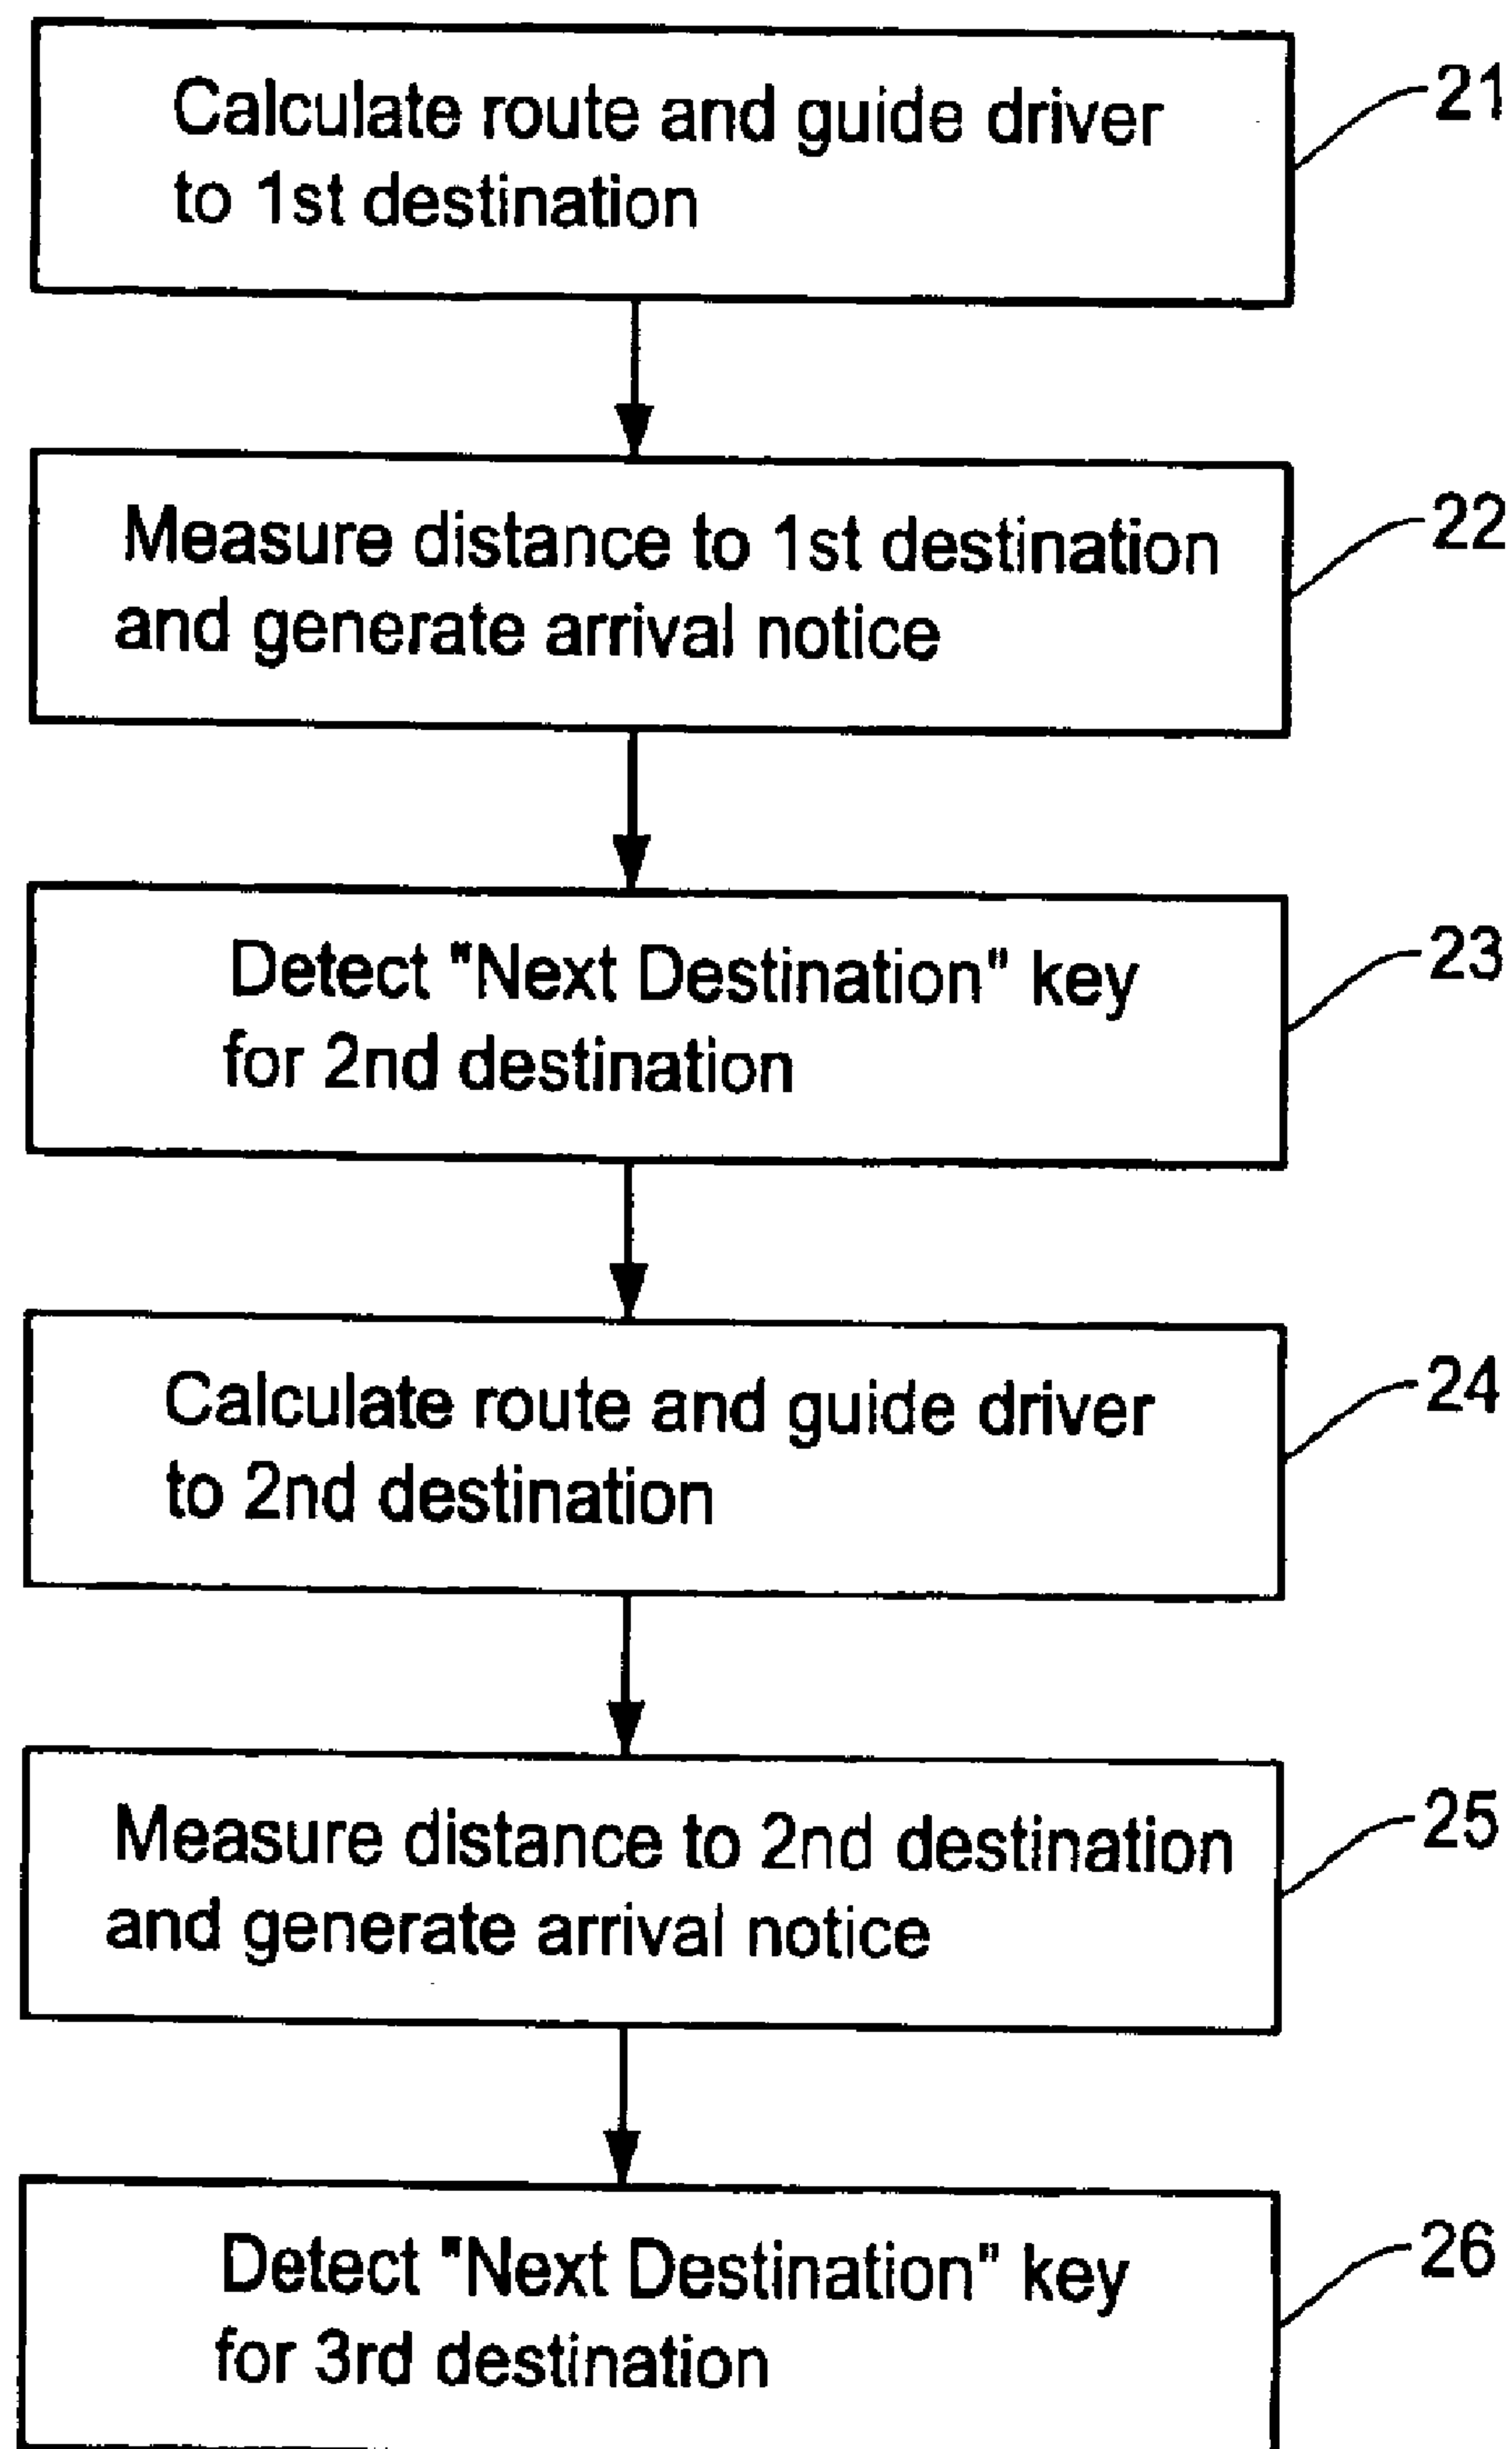 Calculate route and guide driver
to 1st destination
21
Measure distance to 1st destination
and generate arrival notice
22
Detect "Next Destination" key
for 2nd destination
23
Calculate route and guide driver
to 2nd destination
24
Measure distance to 2nd destination
and generate arrival notice
25
Detect "Next Destination" key
for 3rd destination
26